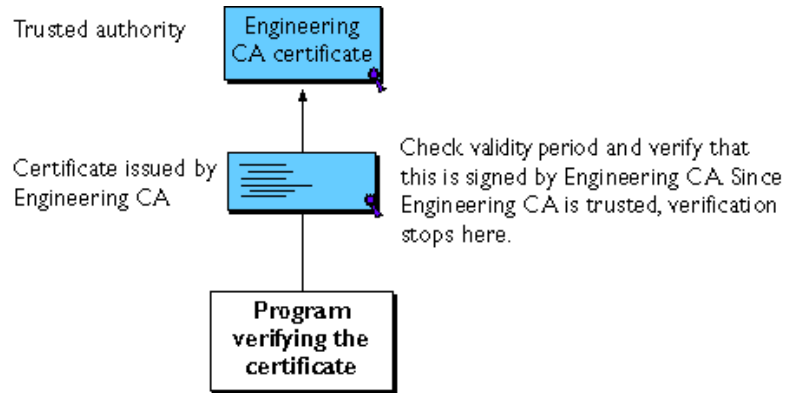 Trusted authority
Engineering
CA certificate
Certificate issued by
Engineering CA
Check validity period and verify that
this is signed by Engineering CA. Since
Engineering CA is trusted, verification
stops here.
Program
verifying the
certificate